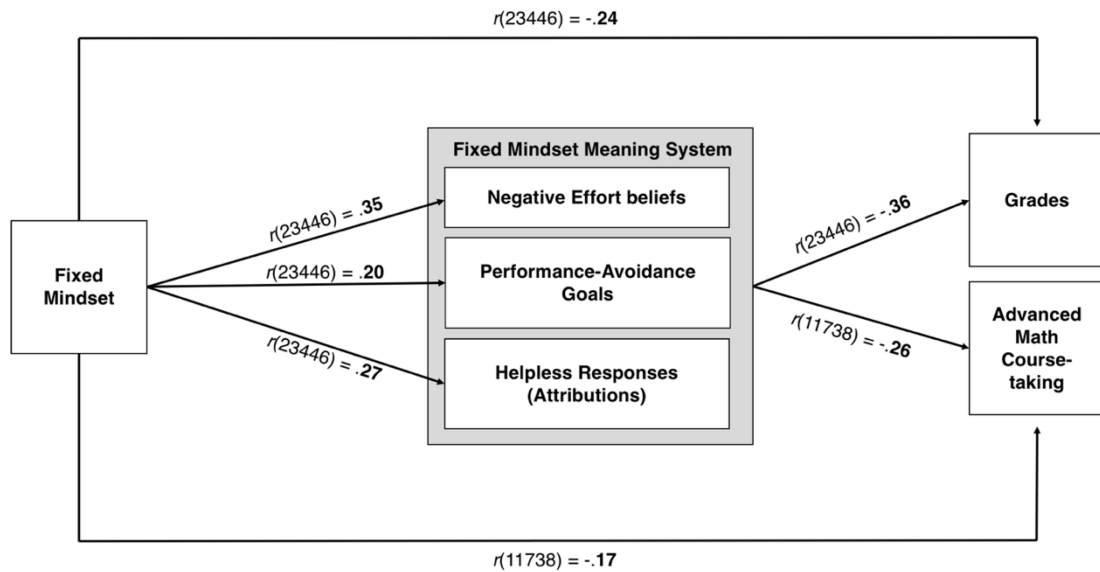 r(23446) = -.24
Fixed Mindset Meaning System
Negative Effort beliefs
Grades
r(23446) = .35
r(23446) = -.36
r(23446) = .20
Fixed
Mindset
Performance-Avoidance
Goals
r(23446) = .27
r(11738) = -.26
Advanced
Math
Course-
taking
Helpless Responses
(Attributions)
r(11738) = -.17